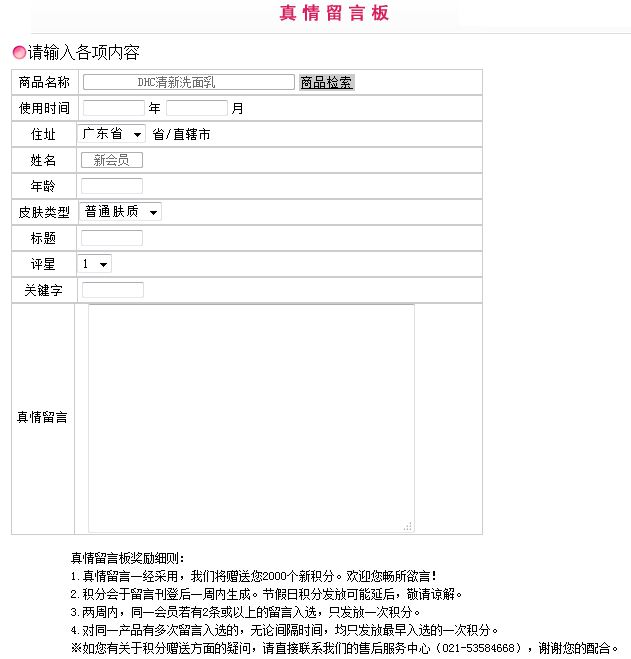 真情留言板
请输入各项内容
商品名称 DHC清新洗面乳 商品检索
使用时间 年 月
住址 广东省 省/直辖市
姓名 新会员
年龄
皮肤类型 普通肤质
标题
评星 1
关键字
真情留言
真情留言板奖励细则：
1.真情留言一经采用，我们将赠送您2000个新积分。欢迎您畅所欲言！
2.积分会于留言刊登后一周内生成。节假日积分发放可能延后，敬请谅解。
3.两周内，同一会员若有2条或以上的留言入选，只发放一次积分。
4.对同一产品有多次留言入选的，无论间隔时间，均只发放最早入选的一次积分。
※如您有关于积分赠送方面的疑问，请直接联系我们的售后服务中心（021-53584668），谢谢您的配合。